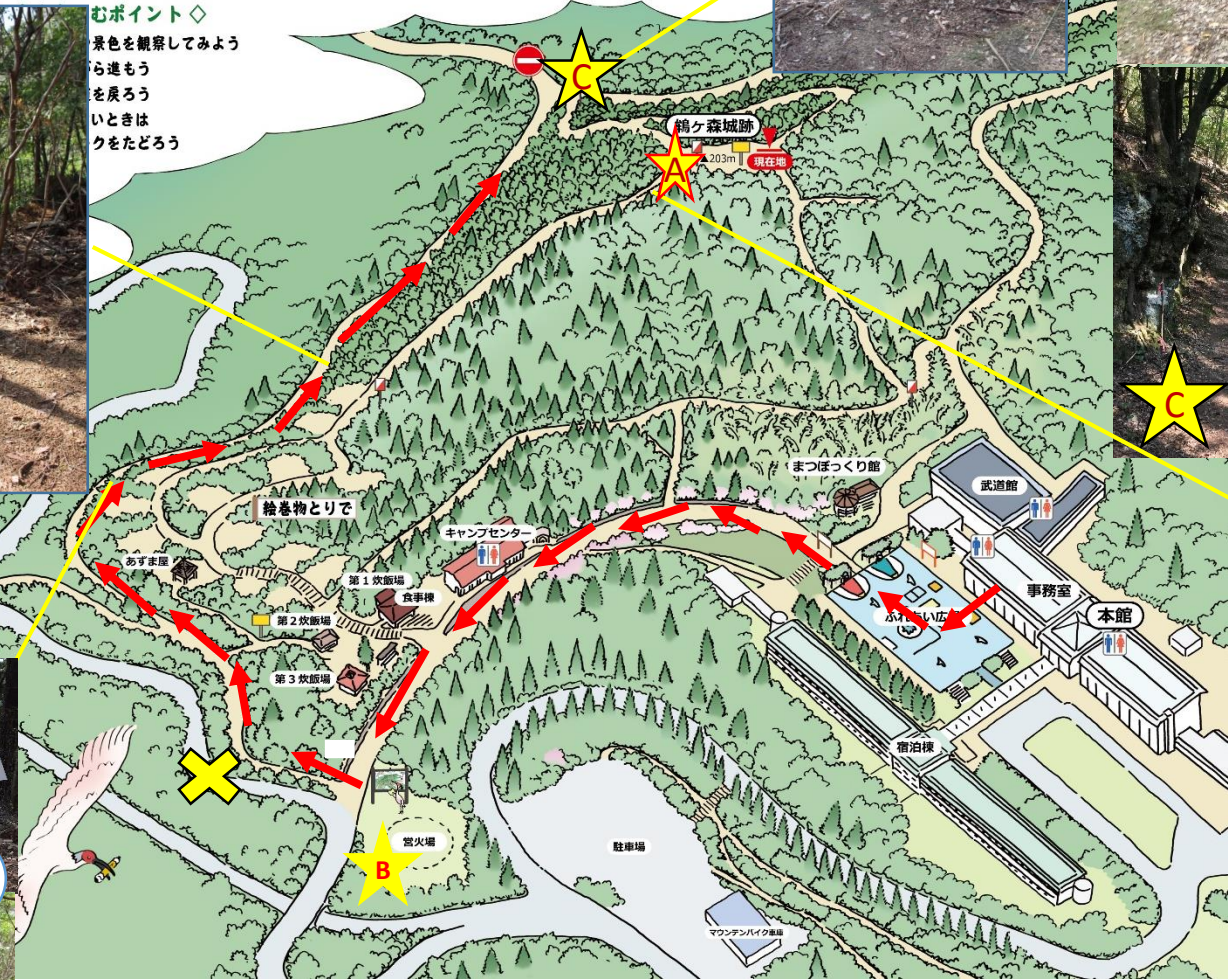 むポイント◇
景色を観察してみよう
ら進もう
を戻ろう
いときは
クをたどろう
C
鵜ヶ森城跡
A
▲203m
現在地
C
まつぼっくり館
武道館
絵巻物とりで
キャンプセンター
あずま屋
第1炊飯場
食事棟
事務室
第2炊飯場
ふれあい広
本館
第3炊飯場
宿泊棟
営火場
駐車場
B
マウンテンバイク車庫